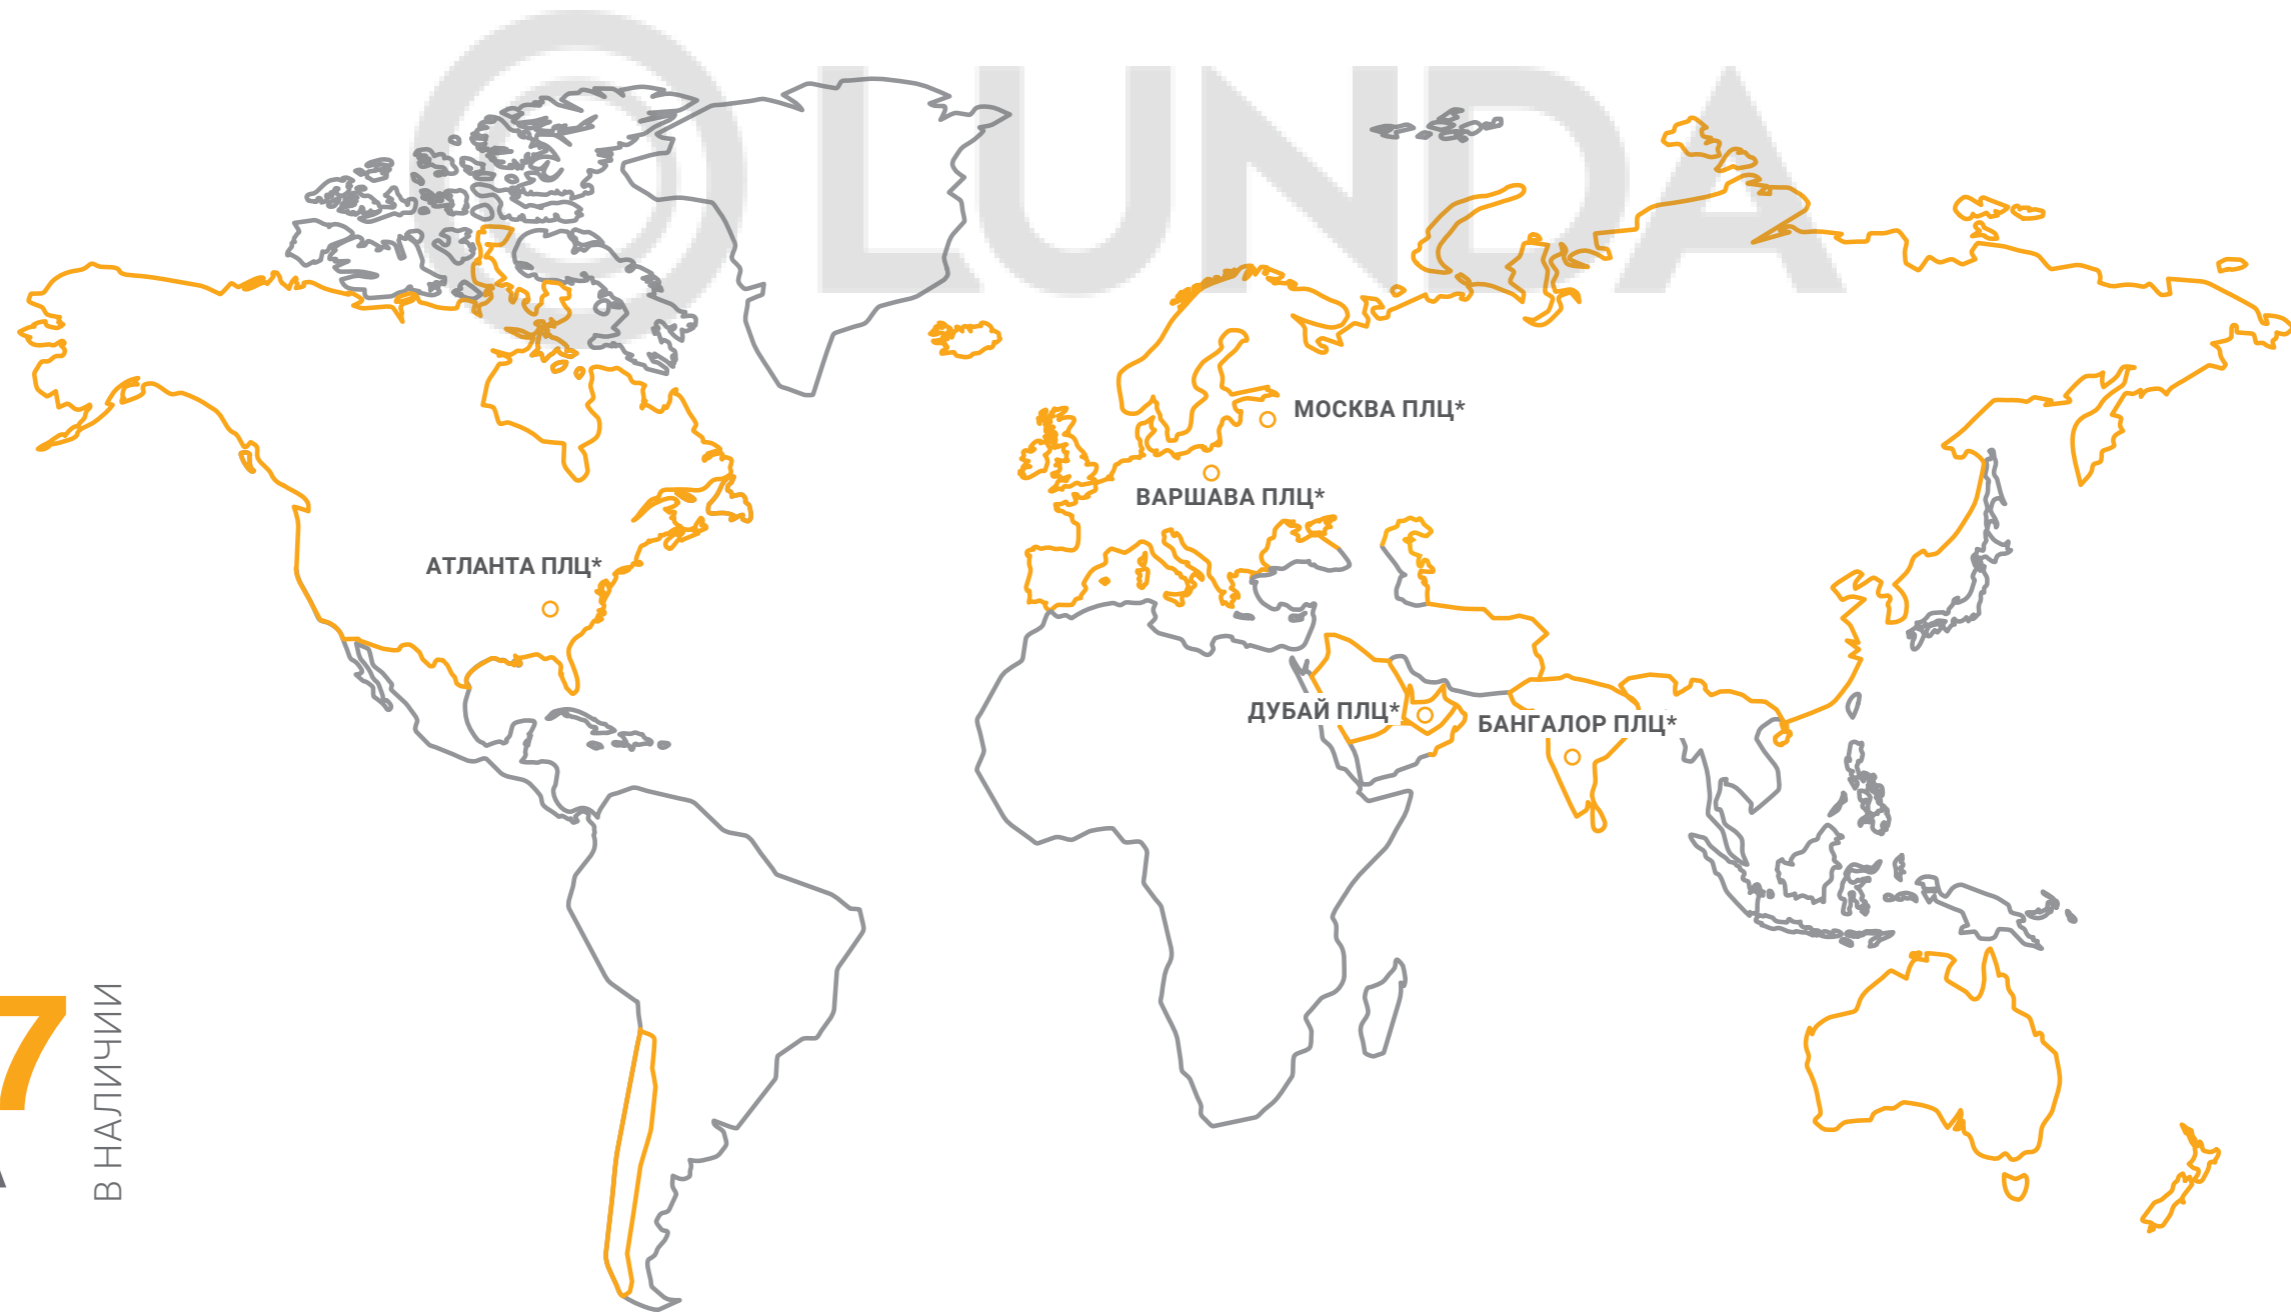 LUNDA
МОСКВА ПЛЦ*
ВАРШАВА ПЛЦ*
АТЛАНТА ПЛЦ*
ДУБАЙ ПЛЦ*
БАНГАЛОР ПЛЦ*
7
В НАЛИЧИИ